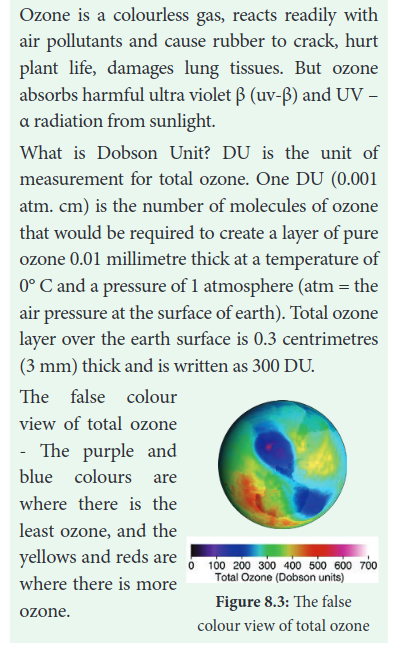 Ozone is a colourless gas, reacts readily with
air pollutants and cause rubber to crack, hurt
plant life, damages lung tissues. But ozone
absorbs harmful ultra violet β (uv-β) and UV –
α radiation from sunlight.
What is Dobson Unit? DU is the unit of
measurement for total ozone. One DU (0.001
atm. cm) is the number of molecules of ozone
that would be required to create a layer of pure
ozone 0.01 millimetre thick at a temperature of
0° C and a pressure of 1 atmosphere (atm = the
air pressure at the surface of earth). Total ozone
layer over the earth surface is 0.3 centimetres
(3 mm) thick and is written as 300 DU.
The false colour
view of total ozone
- The purple and
blue colours are
where there is the
least ozone, and the
yellows and reds are
where there is more
ozone.
0 100 200 300 400 500 600 700
Total Ozone (Dobson units)
Figure 8.3: The false
colour view of total ozone